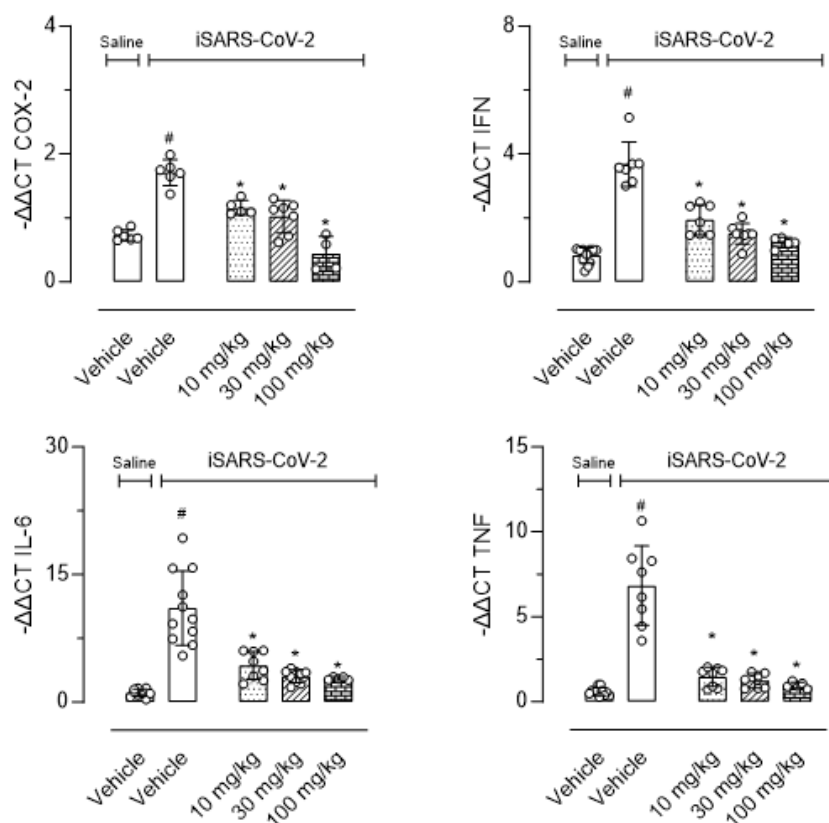 4
Saline
iSARS-CoV-2
-ΔΔCT COX-2
#
2
*
*
*
0
Vehicle
Vehicle
10 mg/kg
30 mg/kg
100 mg/kg
8
Saline
iSARS-CoV-2
-ΔΔCT IFN
#
4
*
*
*
0
Vehicle
Vehicle
10 mg/kg
30 mg/kg
100 mg/kg
30
Saline
iSARS-CoV-2
-ΔΔCT IL-6
#
15
*
*
*
0
Vehicle
Vehicle
10 mg/kg
30 mg/kg
100 mg/kg
15
Saline
iSARS-CoV-2
-ΔΔCT TNF
#
10
5
*
*
*
0
Vehicle
Vehicle
10 mg/kg
30 mg/kg
100 mg/kg